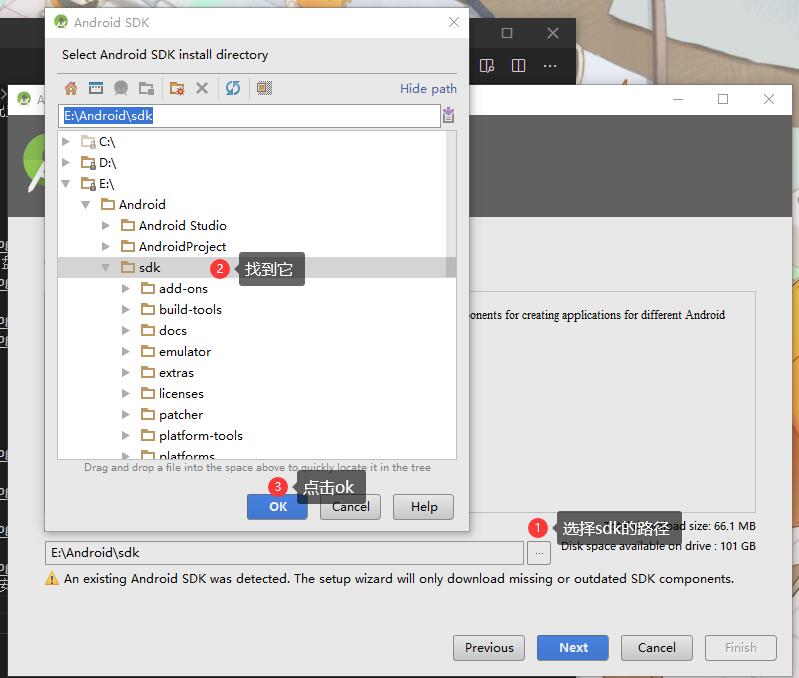 Android SDK
Select Android SDK install directory
Hide path
E:\Android\sdk
C:\
D:\
E:\
Android
Android Studio
AndroidProject
sdk
2 找到它
add-ons
build-tools
docs
emulator
extras
licenses
patcher
platform-tools
platforms
Drag and drop a file into the space above to quickly locate it in the tree
3 点击ok
OK
Cancel
Help
onents for creating applications for different Android
1 选择sdk的路径
ad size: 66.1 MB
E:\Android\sdk
...
Disk space available on drive : 101 GB
An existing Android SDK was detected. The setup wizard will only download missing or outdated SDK components.
Previous
Next
Cancel
Finish